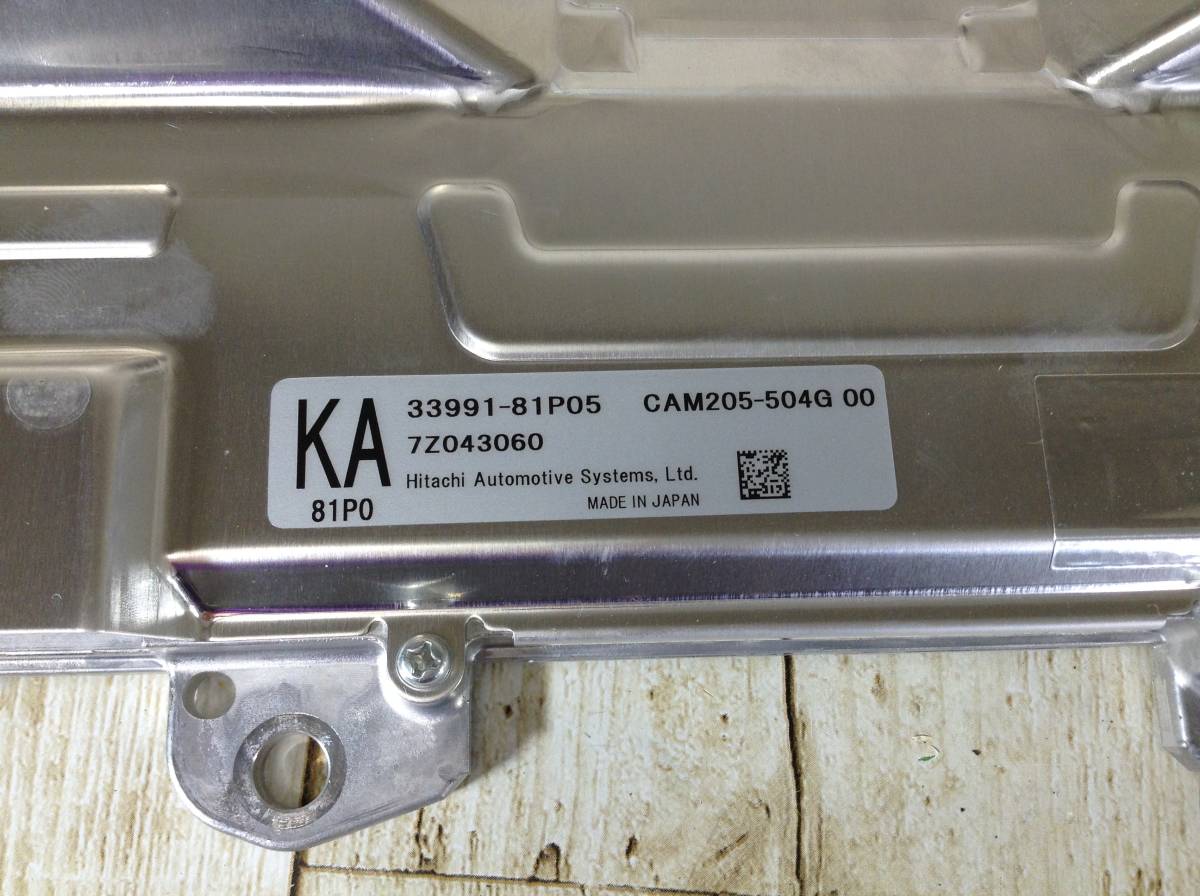 KA 33991-81P05 CAM205-504G 00
7Z043060
Hitachi Automotive Systems, Ltd.
81P0 MADE IN JAPAN